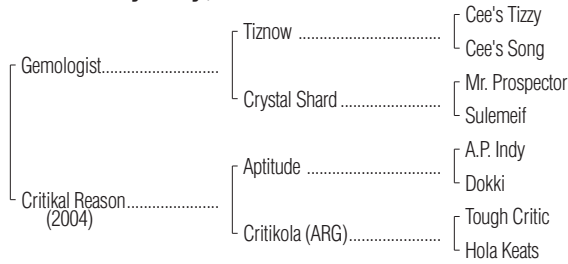 Cee's Tizzy
Tiznow
Cee's Song
Gemologist
Mr. Prospector
Crystal Shard
Sulemeif
A.P. Indy
Aptitude
Dokki
Critikal Reason
(2004)
Tough Critic
Critikola (ARG)
Hola Keats